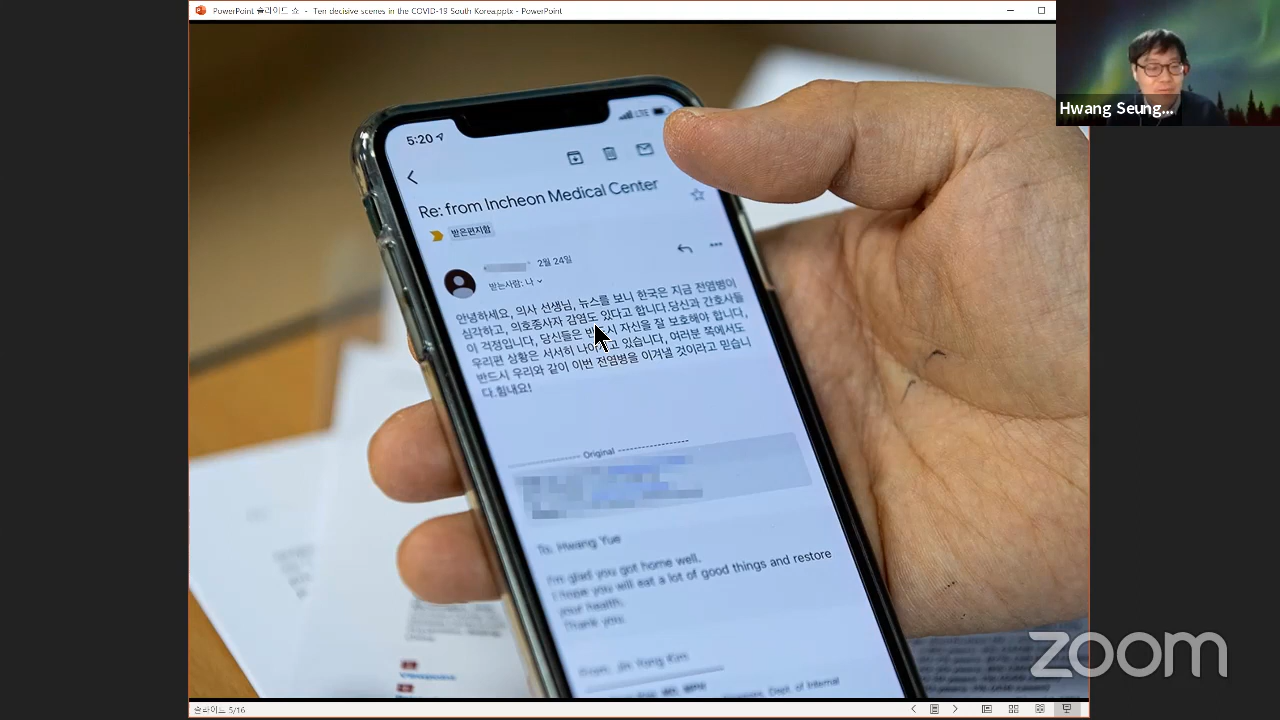 PowerPoint 슬라이드 쇼 - Ten decisive scenes in the COVID-19 South Korea.pptx - PowerPoint
Hwang Seung...
5:20
LTE
Re: from Incheon Medical Center
받은편지함
2월 24일
받는사람: 나
안녕하세요, 의사 선생님, 뉴스를 보니 한국은 지금 전염병이
심각하고, 의호종사자 감염도 있다고 합니다.당신과 간호사들
이 걱정입니다, 당신들은 반드시 자신을 잘 보호해야 합니다,
우리편 상황은 서서히 나아지고 있습니다, 여러분 쪽에서도
반드시 우리와 같이 이번 전염병을 이겨낼 것이라고 믿습니
다.힘내요!
Original
To: Hwang Yue
I'm glad you got home well.
I hope you will eat a lot of good things and restore
your health.
Thank you.
From, Jin Yong Kim
Dept. of Internal
zoom
슬라이드 5/16